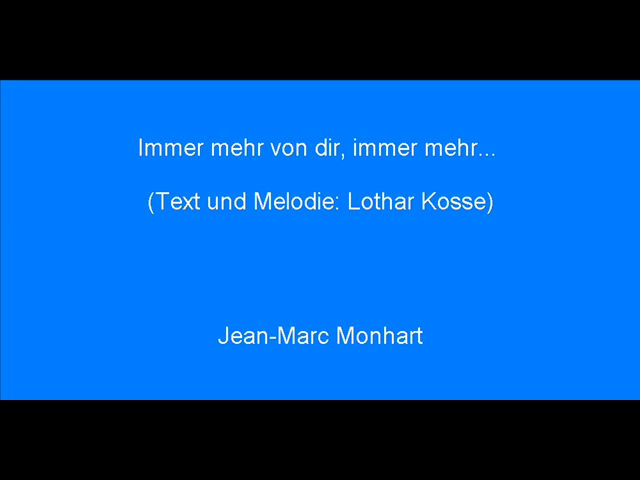 Immer mehr von dir, immer mehr...
(Text und Melodie: Lothar Kosse)
Jean-Marc Monhart